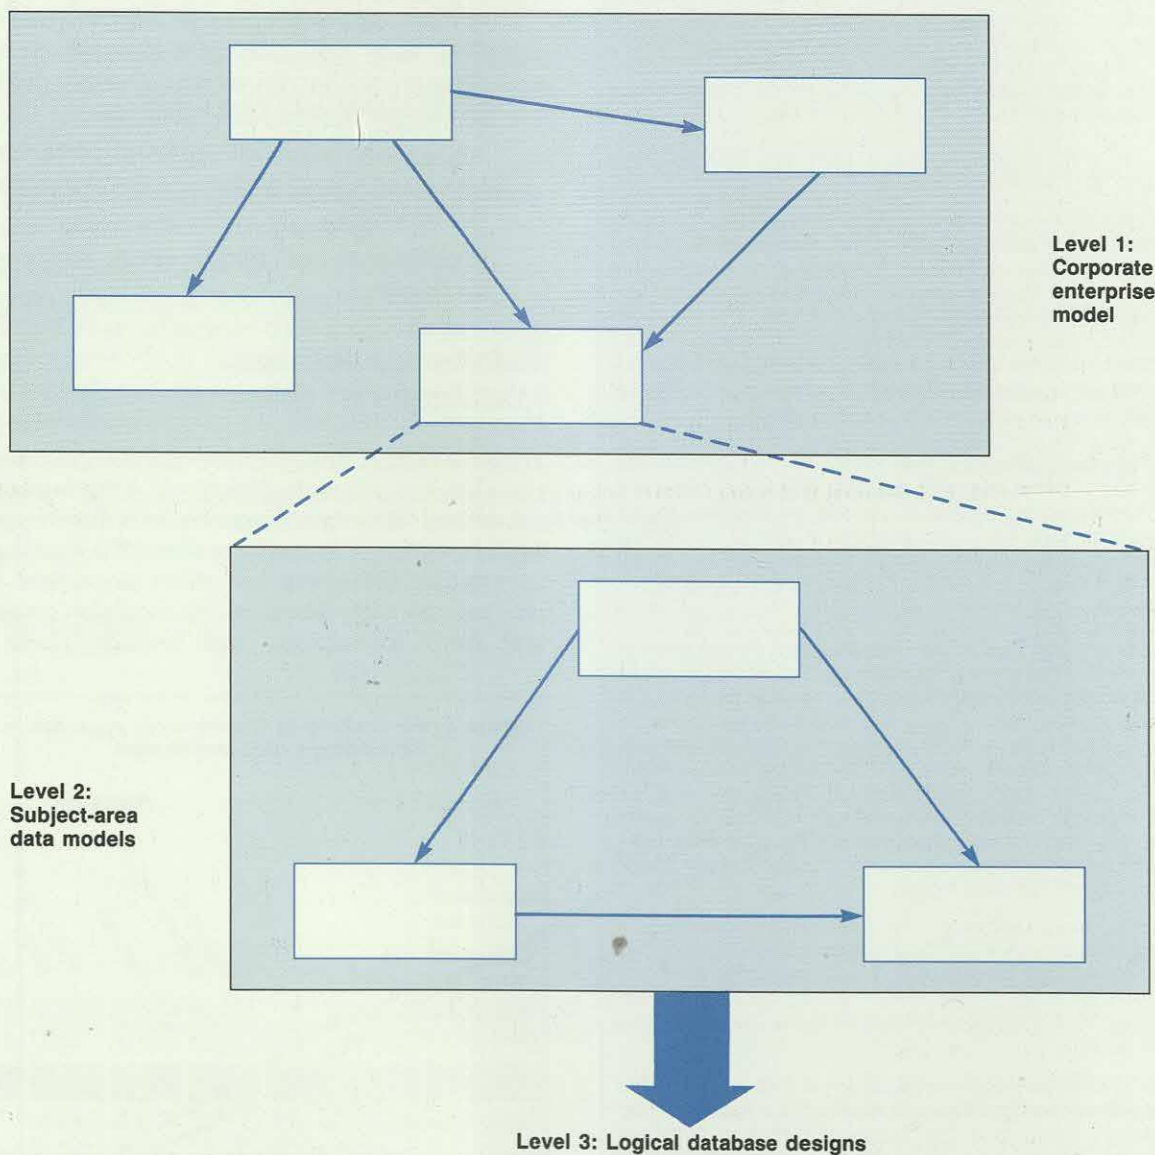 Level 1:
Corporate
enterprise
model
Level 2:
Subject-area
data models
Level 3: Logical database designs